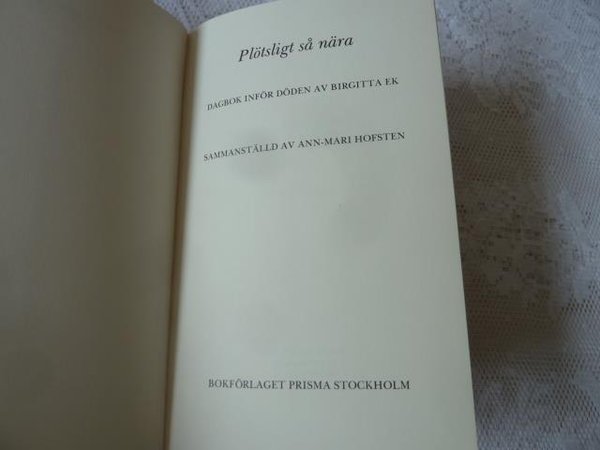 Plötsligt så nära
DAGBOK INFÖR DÖDEN AV BIRGITTA EK
SAMMANSTÄLLD AV ANN-MARI HOFSTEN
BOKFÖRLAGET PRISMA STOCKHOLM